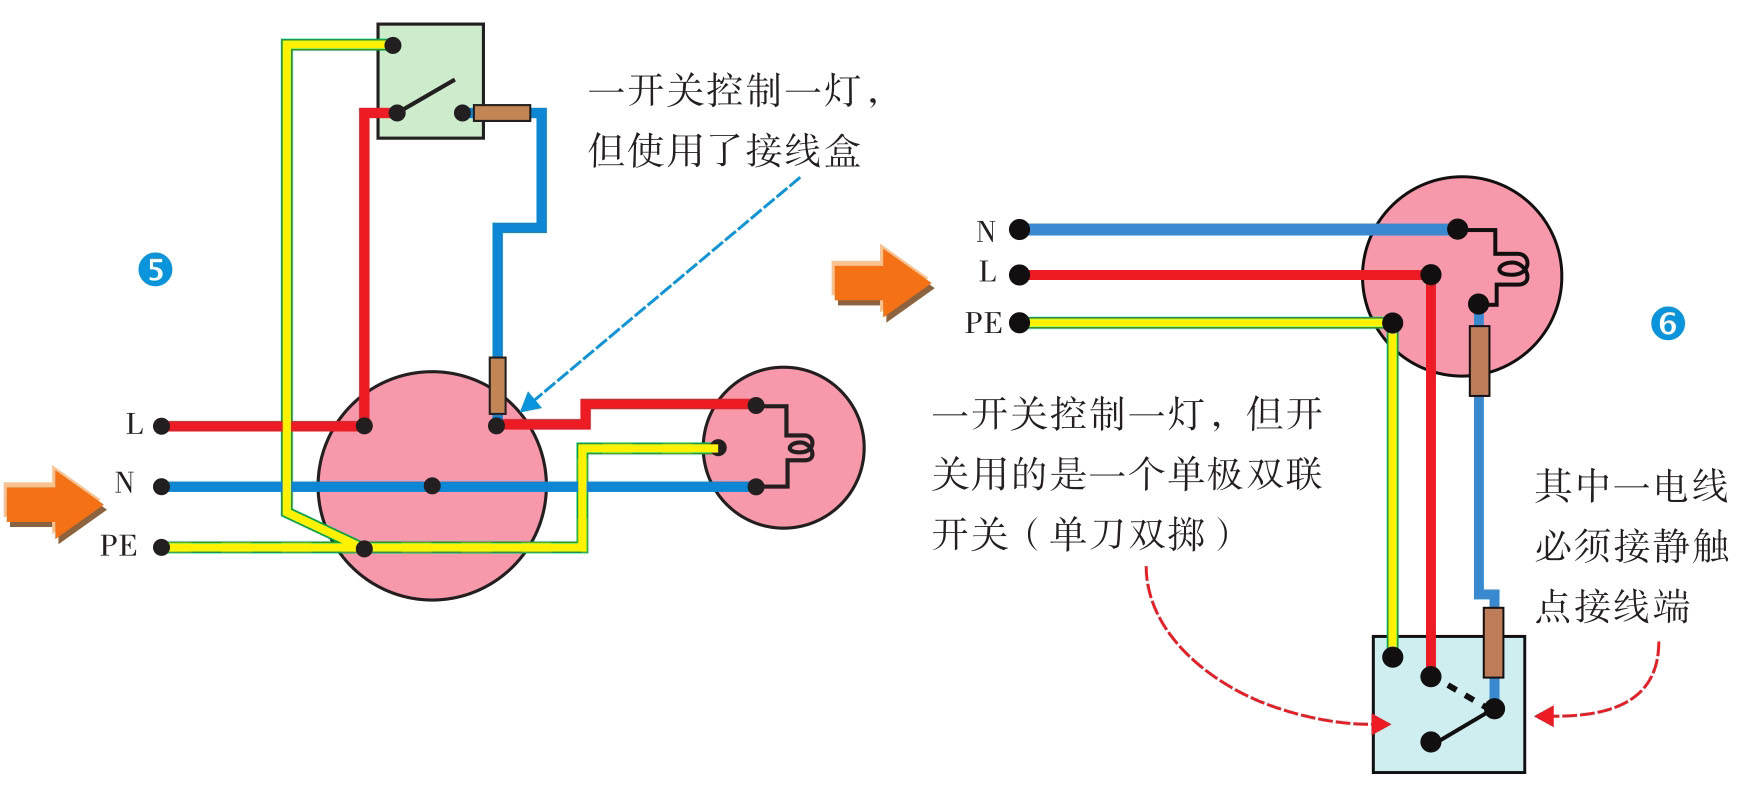 一开关控制一灯，
但使用了接线盒
5
L
N
PE
N
L
PE
6
一开关控制一灯，但开
关用的是一个单极双联
开关（单刀双掷）
其中一电线
必须接静触
点接线端